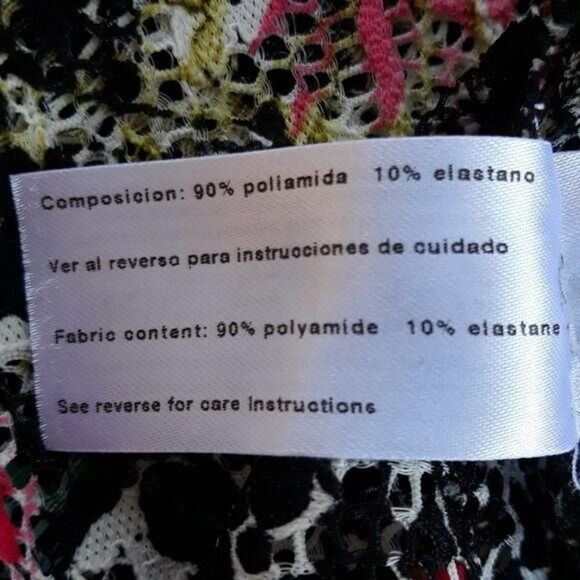 Composicion: 90% poliamida 10% elastano
Ver al reverso para instrucciones de cuidado
Fabric content: 90% polyamide 10% elastane
See reverse for care instructions